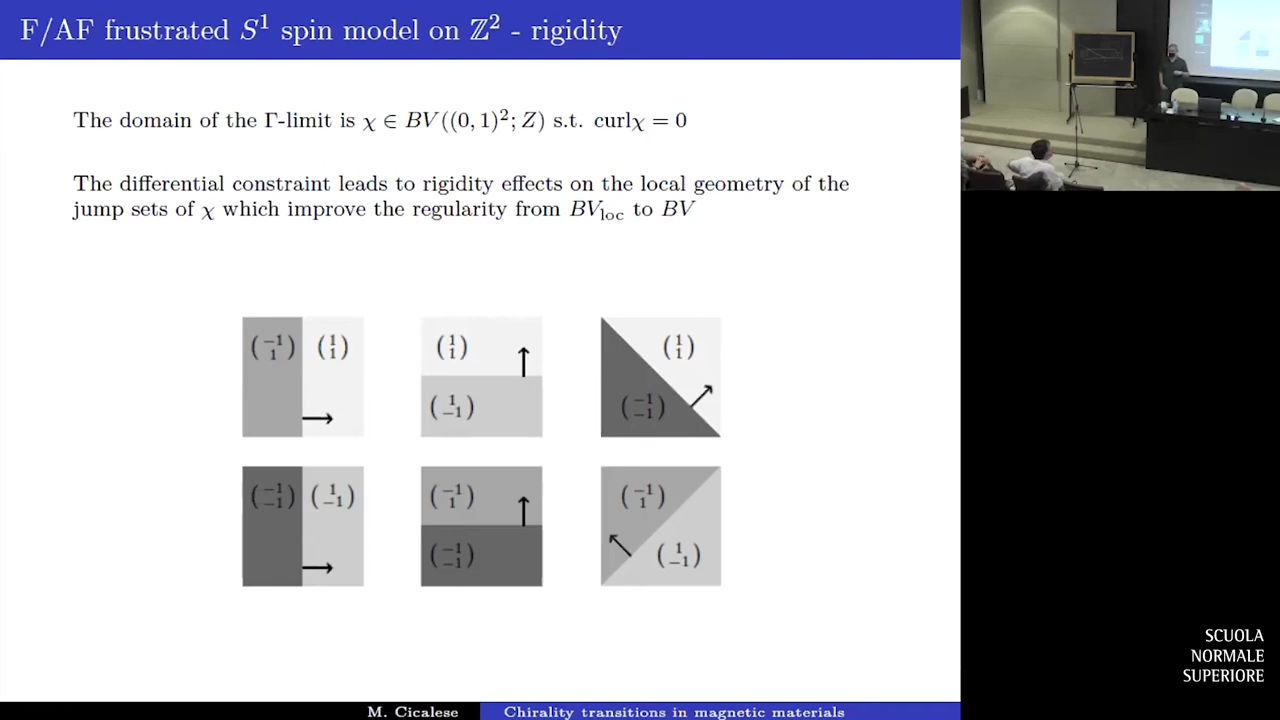 F/AF frustrated S¹ spin model on ℤ² - rigidity
The domain of the Γ-limit is χ ∈ BV((0, 1)²; Z) s.t. curlχ = 0
The differential constraint leads to rigidity effects on the local geometry of the
jump sets of χ which improve the regularity from BV_loc to BV
(-1 1) (1 1)
(1 1)
(1 -1)
(1 1)
(-1 -1)
(-1 -1) (1 -1)
(-1 1)
(-1 -1)
(-1 1)
(1 -1)
M. Cicalese Chirality transitions in magnetic materials
SCUOLA
NORMALE
SUPERIORE